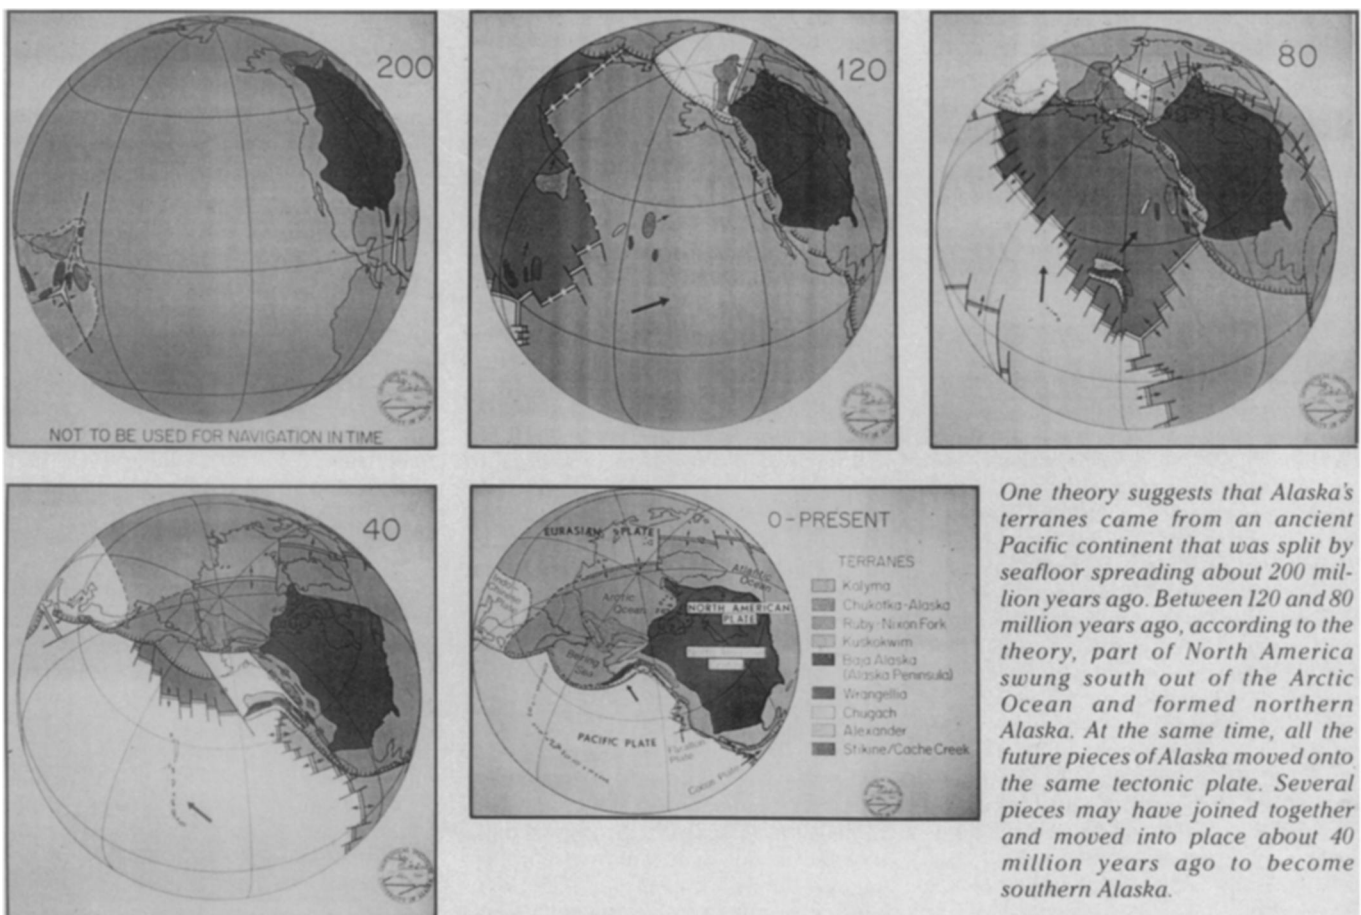 200
NOT TO BE USED FOR NAVIGATION IN TIME
120
80
40
0-PRESENT
EURASIAN PLATE
Atlantic
Ocean
Arctic
Ocean
NORTH AMERICAN
PLATE
Bering
PACIFIC PLATE
Farallon
Plate
Cocos Plate
TERRANES
Kolyma
Chukotka-Alaska
Ruby-Nixon Fork
Kuskokwim
Baja Alaska
(Alaska Peninsula)
Wrangellia
Chugach
Alexander
Stikine/Cache Creek
One theory suggests that Alaska's
terranes came from an ancient
Pacific continent that was split by
seafloor spreading about 200 mil-
lion years ago. Between 120 and 80
million years ago, according to the
theory, part of North America
swung south out of the Arctic
Ocean and formed northern
Alaska. At the same time, all the
future pieces of Alaska moved onto
the same tectonic plate. Several
pieces may have joined together
and moved into place about 40
million years ago to become
southern Alaska.